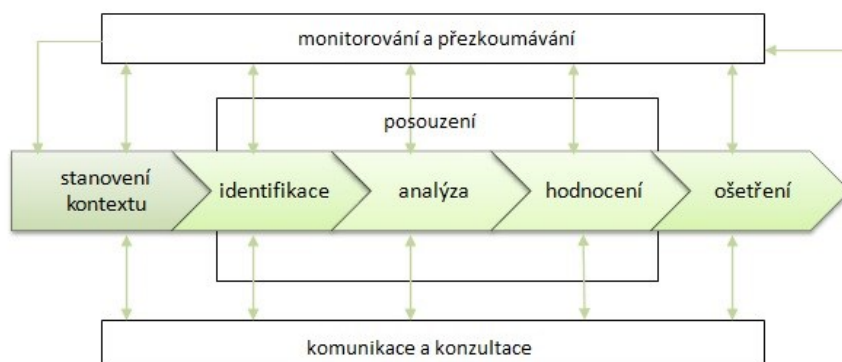 monitorování a přezkoumávání
posouzení
stanovení
kontextu
identifikace
analýza
hodnocení
ošetření
komunikace a konzultace